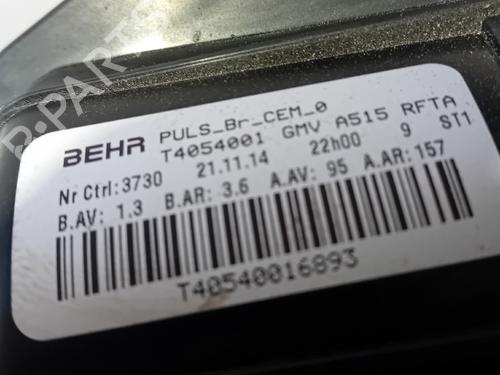 B-Parts
BEHR PULS_Br_CEM_0
T4054001 GMV A515 RFTA
Nr Ctrl:3730 21.11.14 22h00 9 ST1
B.AV: 1.3 B.AR: 3.6 A.AV: 95 A.AR: 157
T40540016893